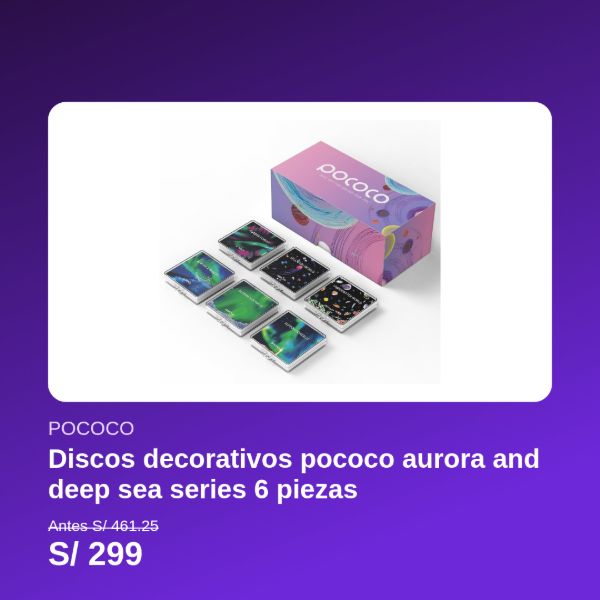 pococo
POCOCO
Discos decorativos pococo aurora and
deep sea series 6 piezas
Antes S/ 461.25
S/ 299